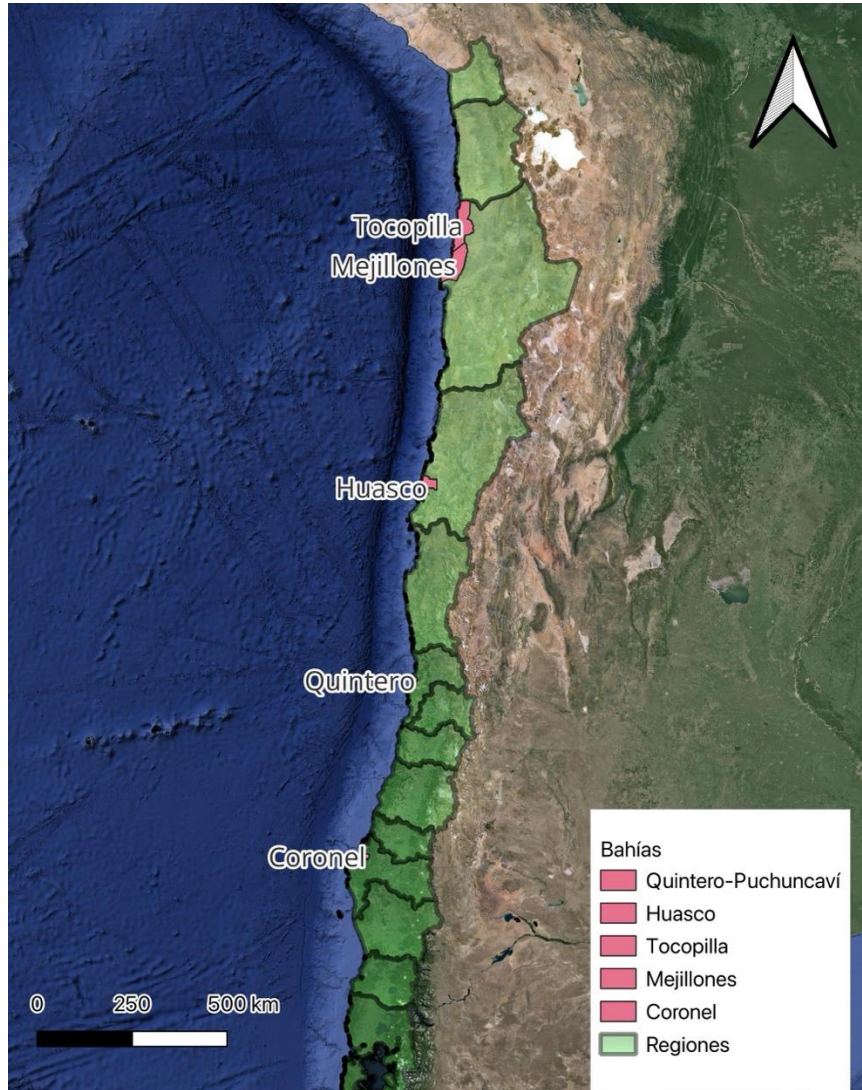 Tocopilla
Mejillones
Huasco
Quintero
Coronel
Bahías
Quintero-Puchuncaví
Huasco
Tocopilla
Mejillones
Coronel
Regiones
0 250 500 km